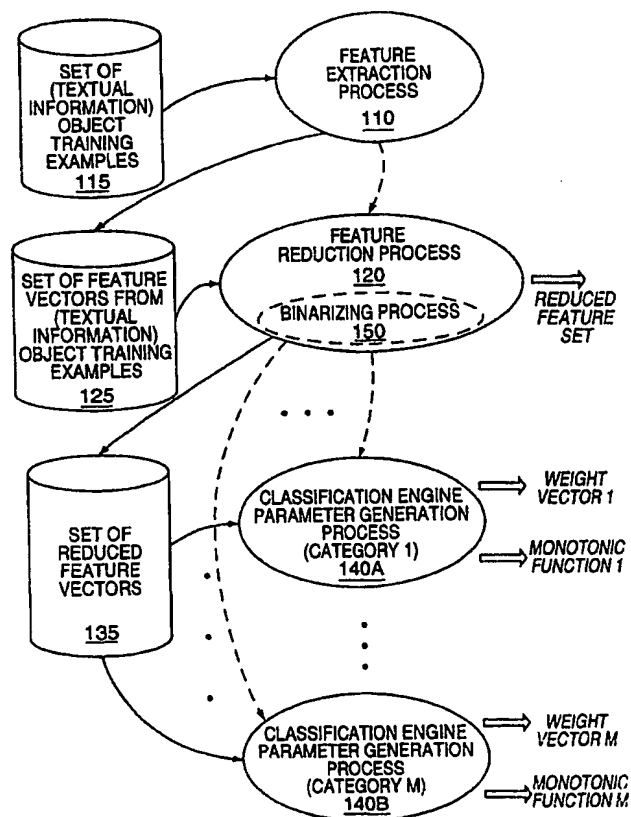 SET OF
(TEXTUAL
INFORMATION)
OBJECT
TRAINING
EXAMPLES
115
FEATURE
EXTRACTION
PROCESS
110
SET OF FEATURE
VECTORS FROM
(TEXTUAL
INFORMATION)
OBJECT TRAINING
EXAMPLES
125
FEATURE
REDUCTION PROCESS
120
BINARIZING PROCESS
150
REDUCED
FEATURE
SET
SET OF
REDUCED
FEATURE
VECTORS
135
CLASSIFICATION ENGINE
PARAMETER GENERATION
PROCESS
(CATEGORY 1)
140A
WEIGHT
VECTOR 1
MONOTONIC
FUNCTION 1
CLASSIFICATION ENGINE
PARAMETER GENERATION
PROCESS
(CATEGORY M)
140B
WEIGHT
VECTOR M
MONOTONIC
FUNCTION M